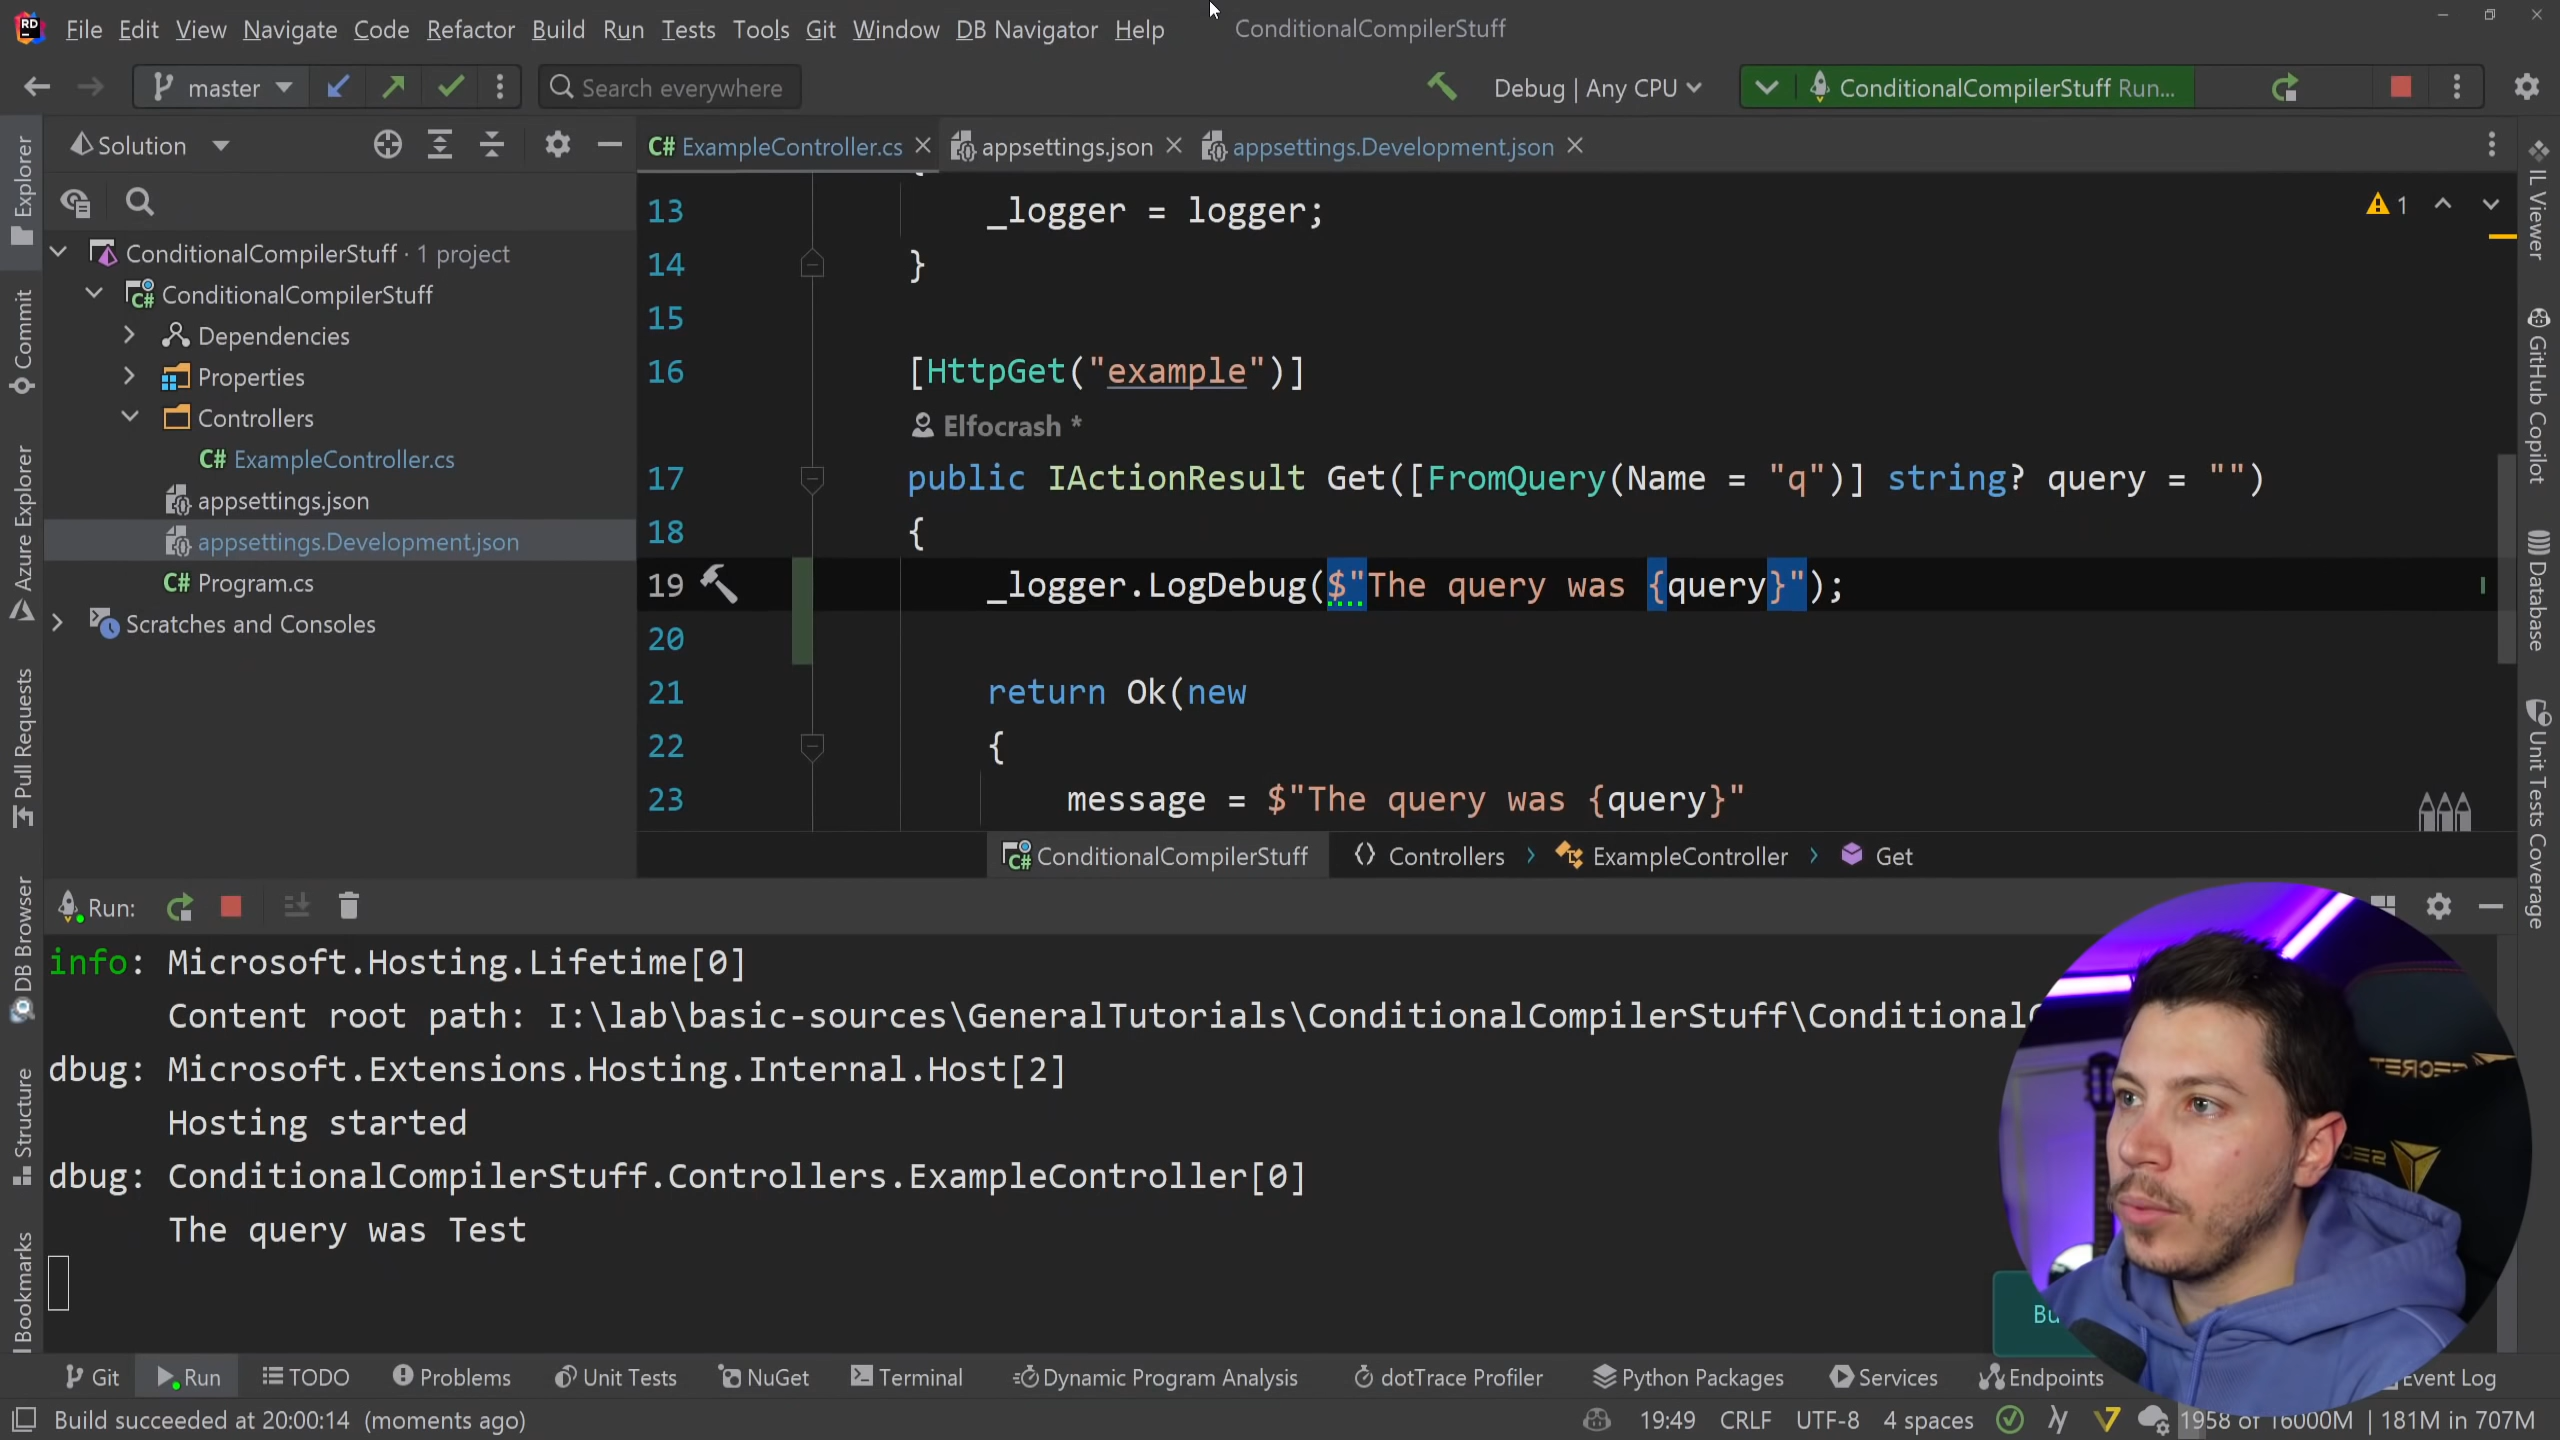 RD File Edit View Navigate Code Refactor Build Run Tests Tools Git Window DB Navigator Help ConditionalCompilerStuff
master Search everywhere Debug | Any CPU ConditionalCompilerStuff Run...
Solution
C# ExampleController.cs appsettings.json appsettings.Development.json
Explorer
Commit
Azure Explorer
Pull Requests
DB Browser
Structure
Bookmarks
ConditionalCompilerStuff · 1 project
ConditionalCompilerStuff
Dependencies
Properties
Controllers
C# ExampleController.cs
appsettings.json
appsettings.Development.json
C# Program.cs
Scratches and Consoles
{
13 _logger = logger;
14 }
15
16 [HttpGet("example")]
Elfocrash *
17 public IActionResult Get([FromQuery(Name = "q")] string? query = "")
18 {
19 _logger.LogDebug($"The query was {query}");
20
21 return Ok(new
22 {
23 message = $"The query was {query}"
1
IL Viewer
GitHub Copilot
Database
Unit Tests Coverage
C# ConditionalCompilerStuff Controllers ExampleController Get
Run:
info: Microsoft.Hosting.Lifetime[0]
Content root path: I:\lab\basic-sources\GeneralTutorials\ConditionalCompilerStuff\Conditional
dbug: Microsoft.Extensions.Hosting.Internal.Host[2]
Hosting started
dbug: ConditionalCompilerStuff.Controllers.ExampleController[0]
The query was Test
Bu
Git Run TODO Problems Unit Tests NuGet Terminal Dynamic Program Analysis dotTrace Profiler Python Packages Services Endpoints Event Log
Build succeeded at 20:00:14 (moments ago) 19:49 CRLF UTF-8 4 spaces 1958 of 16000M 181M in 707M